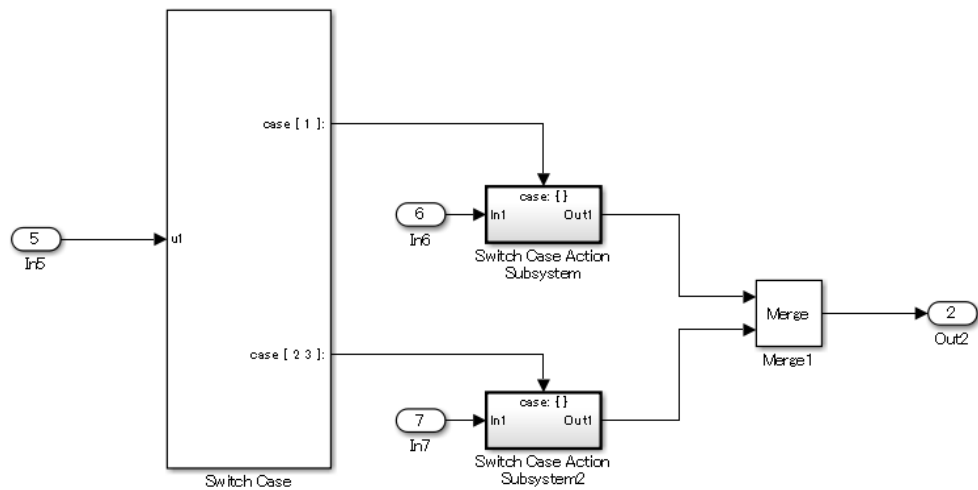 case [ 1 ]:
case: { }
6
In1
Out1
In6
Switch Case Action
Subsystem
5
u1
In5
Merge
2
Merge1
Out2
case [ 2 3 ]:
case: { }
7
In1
Out1
In7
Switch Case Action
Subsystem2
Switch Case